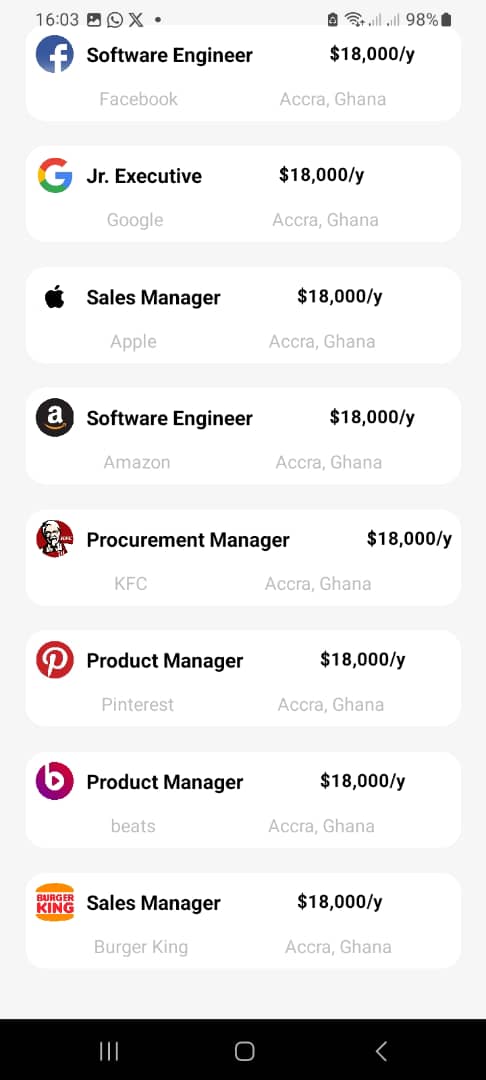 16:03 98%
Software Engineer $18,000/y
Facebook Accra, Ghana
Jr. Executive $18,000/y
Google Accra, Ghana
Sales Manager $18,000/y
Apple Accra, Ghana
Software Engineer $18,000/y
Amazon Accra, Ghana
KFC
Procurement Manager $18,000/y
KFC Accra, Ghana
Product Manager $18,000/y
Pinterest Accra, Ghana
Product Manager $18,000/y
beats Accra, Ghana
BURGER
KING
Sales Manager $18,000/y
Burger King Accra, Ghana